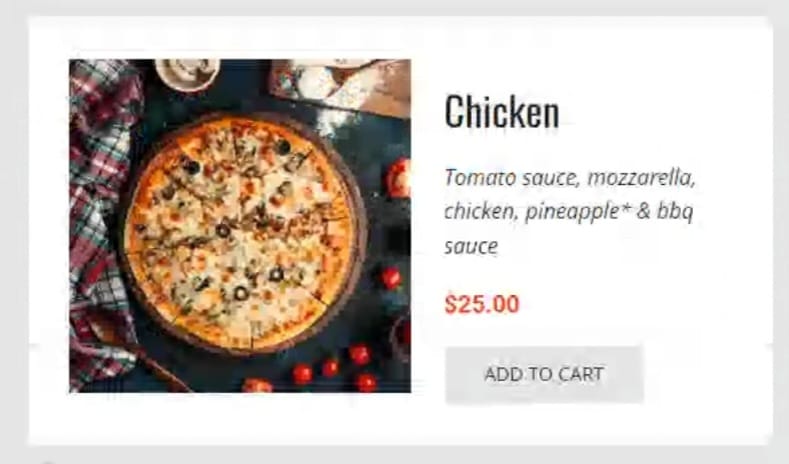 Chicken
Tomato sauce, mozzarella,
chicken, pineapple* & bbq
sauce
$25.00
ADD TO CART